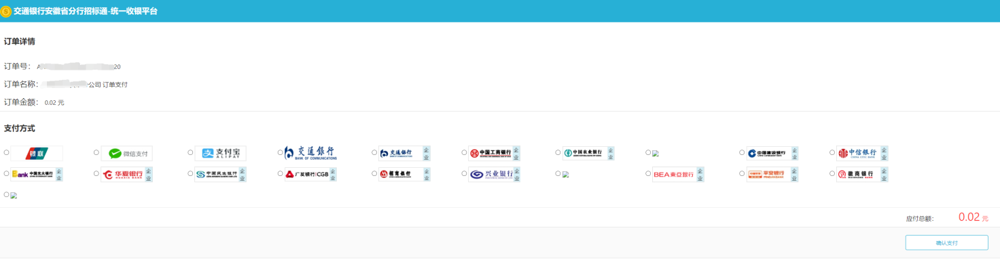 交通银行安徽省分行招标通-统一收银平台
订单详情
订单号： A 20
订单名称： 公司 订单支付
订单金额： 0.02 元
支付方式
银联 微信支付 支付宝 ALIPAY 交通银行 BANK OF COMMUNICATIONS 交通银行 企业 中国工商银行 企业 中国农业银行 企业 中国建设银行 企业 中信银行 企业
Bank 中国光大银行 企业 华夏银行 企业 中国民生银行 企业 广发银行|CGB 企业 招商银行 企业 兴业银行 企业 BEA東亞銀行 企业 平安银行 企业 徽商银行 企业
应付总额： 0.02 元
确认支付